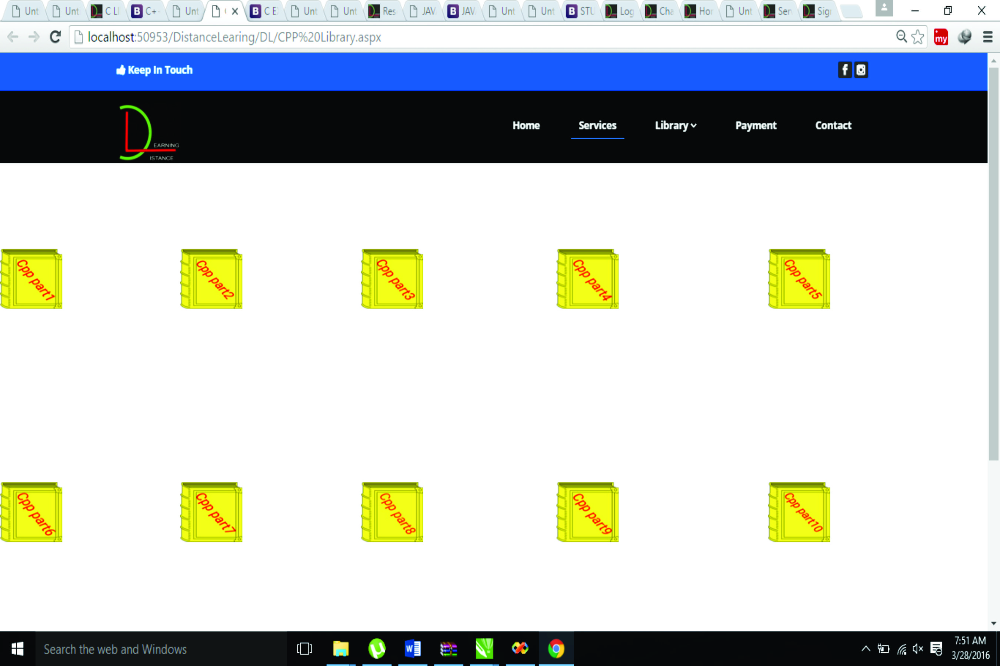 Unt Unt C LI C+ Unt C E Unt Unt Res JAV JAV Unt Unt STU Log Cha Hor Unt Ser Sig
localhost:50953/DistanceLearing/DL/CPP%20Library.aspx
my
Keep In Touch
Home Services Library Payment Contact
EARNING
ISTANCE
Cpp part1 Cpp part2 Cpp part3 Cpp part4 Cpp part5
Cpp part6 Cpp part7 Cpp part8 Cpp part9 Cpp part10
Search the web and Windows
7:51 AM
3/28/2016